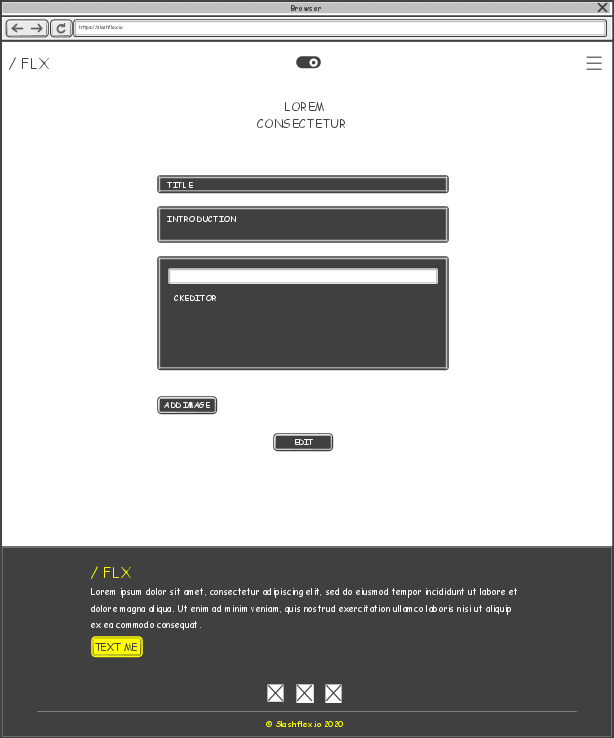 Browser
https://slashflex.io
/ FLX
LOREM
CONSECTETUR
TITLE
INTRODUCTION
CKEDITOR
ADD IMAGE
EDIT
/ FLX
Lorem ipsum dolor sit amet, consectetur adipiscing elit, sed do eiusmod tempor incididunt ut labore et
dolore magna aliqua. Ut enim ad minim veniam, quis nostrud exercitation ullamco laboris nisi ut aliquip
ex ea commodo consequat.
TEXT ME
© Slashflex.io 2020